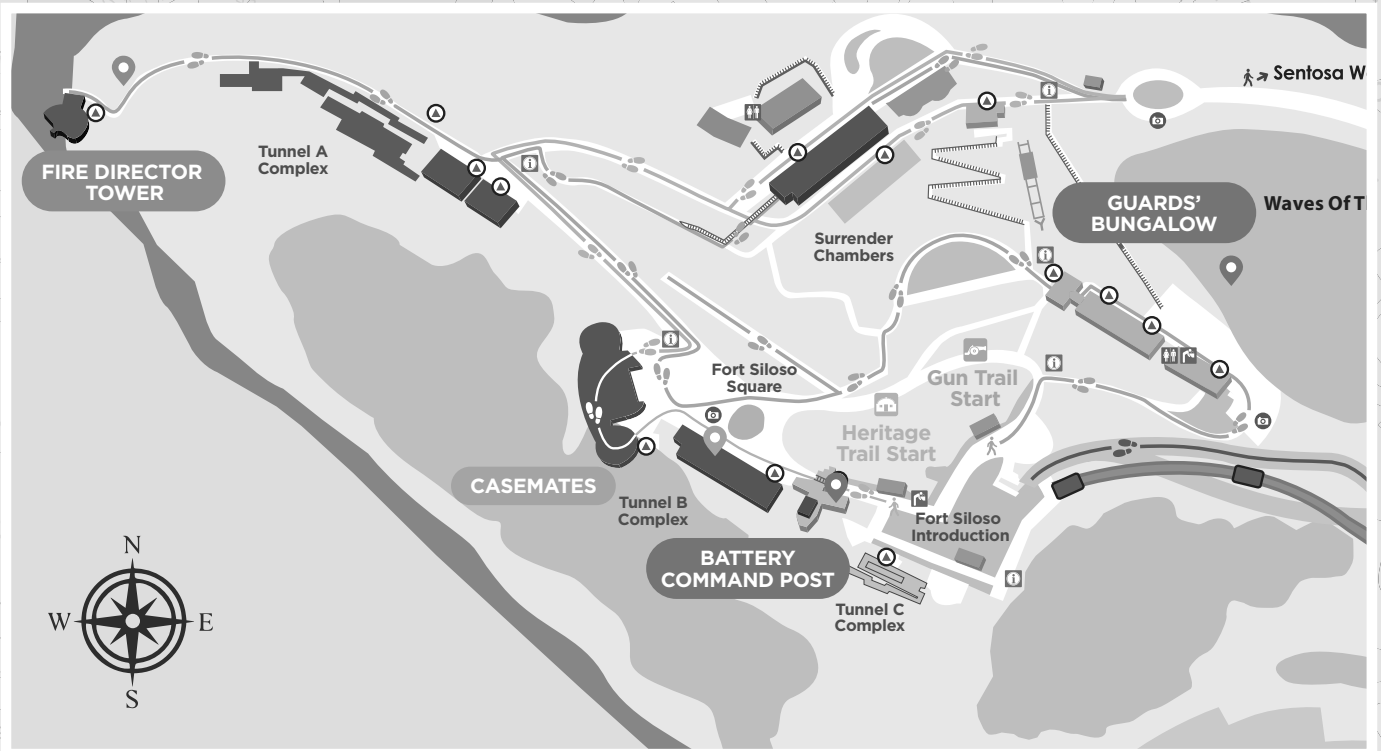 Sentosa W
Tunnel A
Complex
FIRE DIRECTOR
TOWER
GUARDS'
BUNGALOW
Waves Of T
Surrender
Chambers
Fort Siloso
Square
Gun Trail
Start
Heritage
Trail Start
CASEMATES
Tunnel B
Complex
Fort Siloso
Introduction
BATTERY
COMMAND POST
Tunnel C
Complex
N
W
E
S